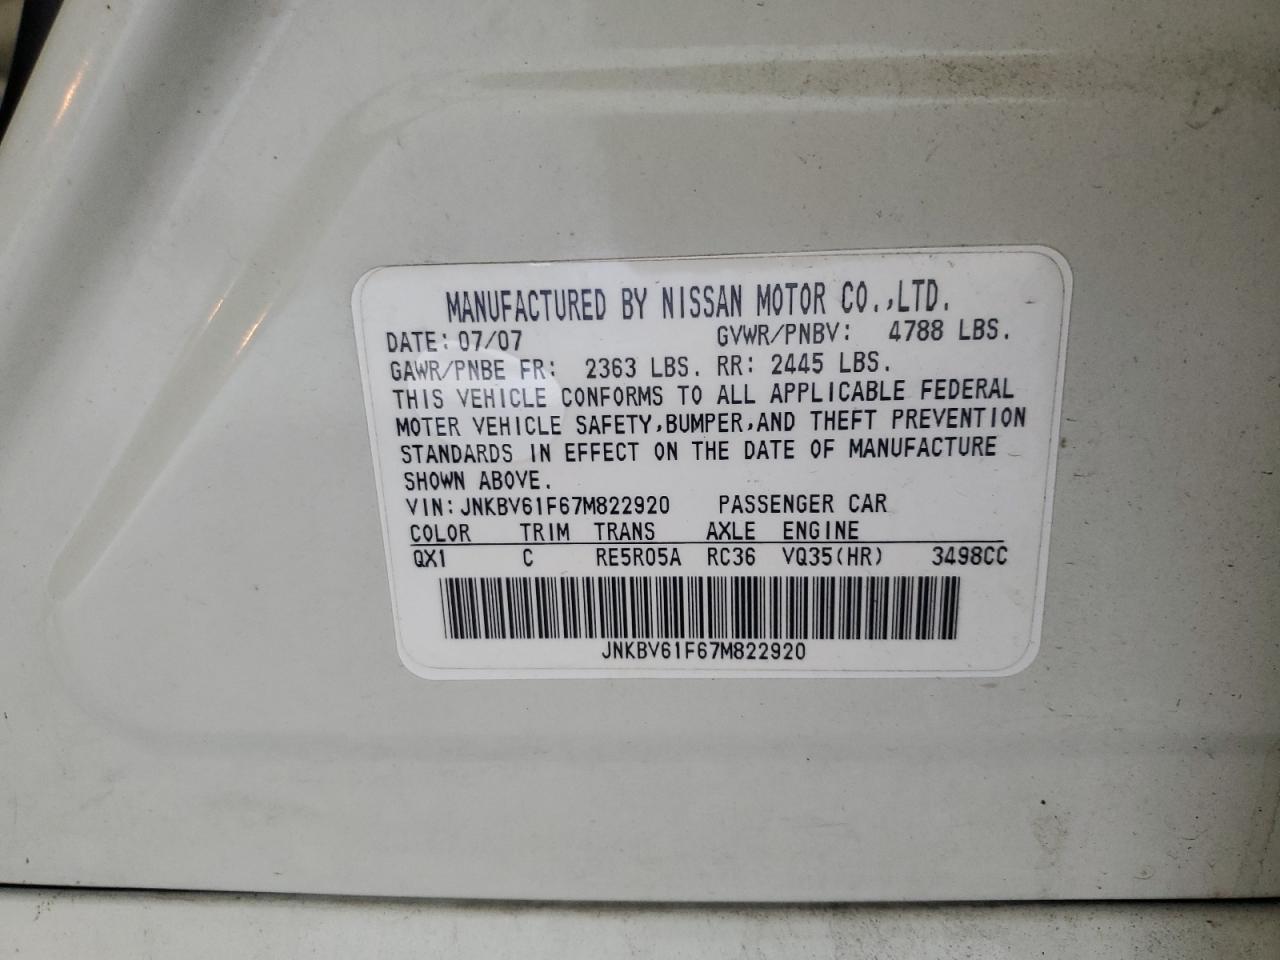 MANUFACTURED BY NISSAN MOTOR CO.,LTD.
DATE: 07/07 GVWR/PNBV: 4788 LBS.
GAWR/PNBE FR: 2363 LBS. RR: 2445 LBS.
THIS VEHICLE CONFORMS TO ALL APPLICABLE FEDERAL
MOTER VEHICLE SAFETY,BUMPER,AND THEFT PREVENTION
STANDARDS IN EFFECT ON THE DATE OF MANUFACTURE
SHOWN ABOVE.
VIN: JNKBV61F67M822920 PASSENGER CAR
COLOR TRIM TRANS AXLE ENGINE
QX1 C RE5R05A RC36 VQ35(HR) 3498CC
JNKBV61F67M822920